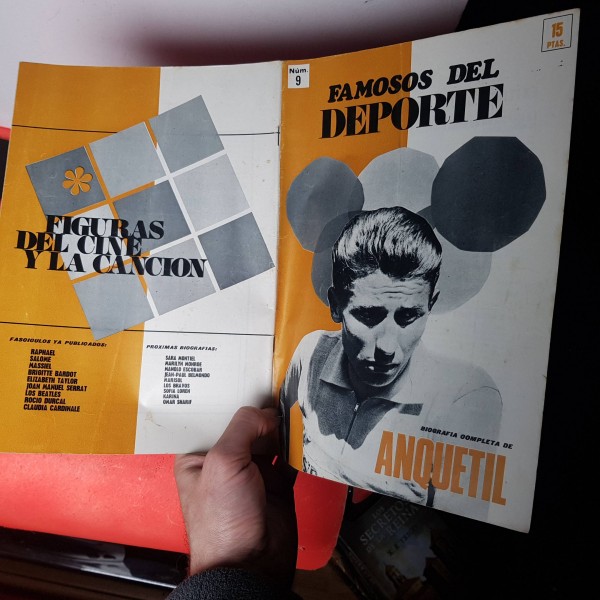 FIGURAS
DEL CINE
Y LA CANCION
FASCICULOS YA PUBLICADOS:
RAPHAEL
SALOME
MASSIEL
BRIGITTE BARDOT
ELIZABETH TAYLOR
JOAN MANUEL SERRAT
LOS BEATLES
ROCIO DURCAL
CLAUDIA CARDINALE
PROXIMAS BIOGRAFIAS:
SARA MONTIEL
MARILYN MONROE
MANOLO ESCOBAR
JEAN-PAUL BELMONDO
MARISOL
LOS BRAVOS
SOFIA LOREN
KARINA
OMAR SHARIF
Núm.
9
15
PTAS.
FAMOSOS DEL
DEPORTE
BIOGRAFIA COMPLETA DE
ANQUETIL
SECRETO